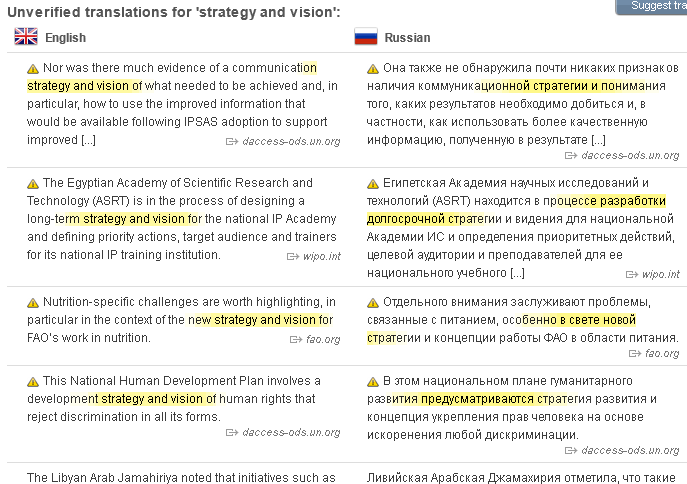 Suggest tra
Unverified translations for 'strategy and vision':
English
Russian
Nor was there much evidence of a communication
strategy and vision of what needed to be achieved and, in
particular, how to use the improved information that
would be available following IPSAS adoption to support
improved [...]
daccess-ods.un.org
Она также не обнаружила почти никаких признаков
наличия коммуникационной стратегии и понимания
того, каких результатов необходимо добиться и, в
частности, как использовать более качественную
информацию, полученную в результате [...]
daccess-ods.un.org
The Egyptian Academy of Scientific Research and
Technology (ASRT) is in the process of designing a
long-term strategy and vision for the national IP Academy
and defining priority actions, target audience and trainers
for its national IP training institution.
wipo.int
Египетская Академия научных исследований и
технологий (ASRT) находится в процессе разработки
долгосрочной стратегии и видения для национальной
Академии ИС и определения приоритетных действий,
целевой аудитории и преподавателей для ее
национального учебного [...]
wipo.int
Nutrition-specific challenges are worth highlighting, in
particular in the context of the new strategy and vision for
FAO's work in nutrition.
fao.org
Отдельного внимания заслуживают проблемы,
связанные с питанием, особенно в свете новой
стратегии и концепции работы ФАО в области питания.
fao.org
This National Human Development Plan involves a
development strategy and vision of human rights that
reject discrimination in all its forms.
daccess-ods.un.org
В этом национальном плане гуманитарного
развития предусматриваются стратегия развития и
концепция укрепления прав человека на основе
искоренения любой дискриминации.
daccess-ods.un.org
The Libyan Arab Jamahiriya noted that initiatives such as
Ливийская Арабская Джамахирия отметила, что такие